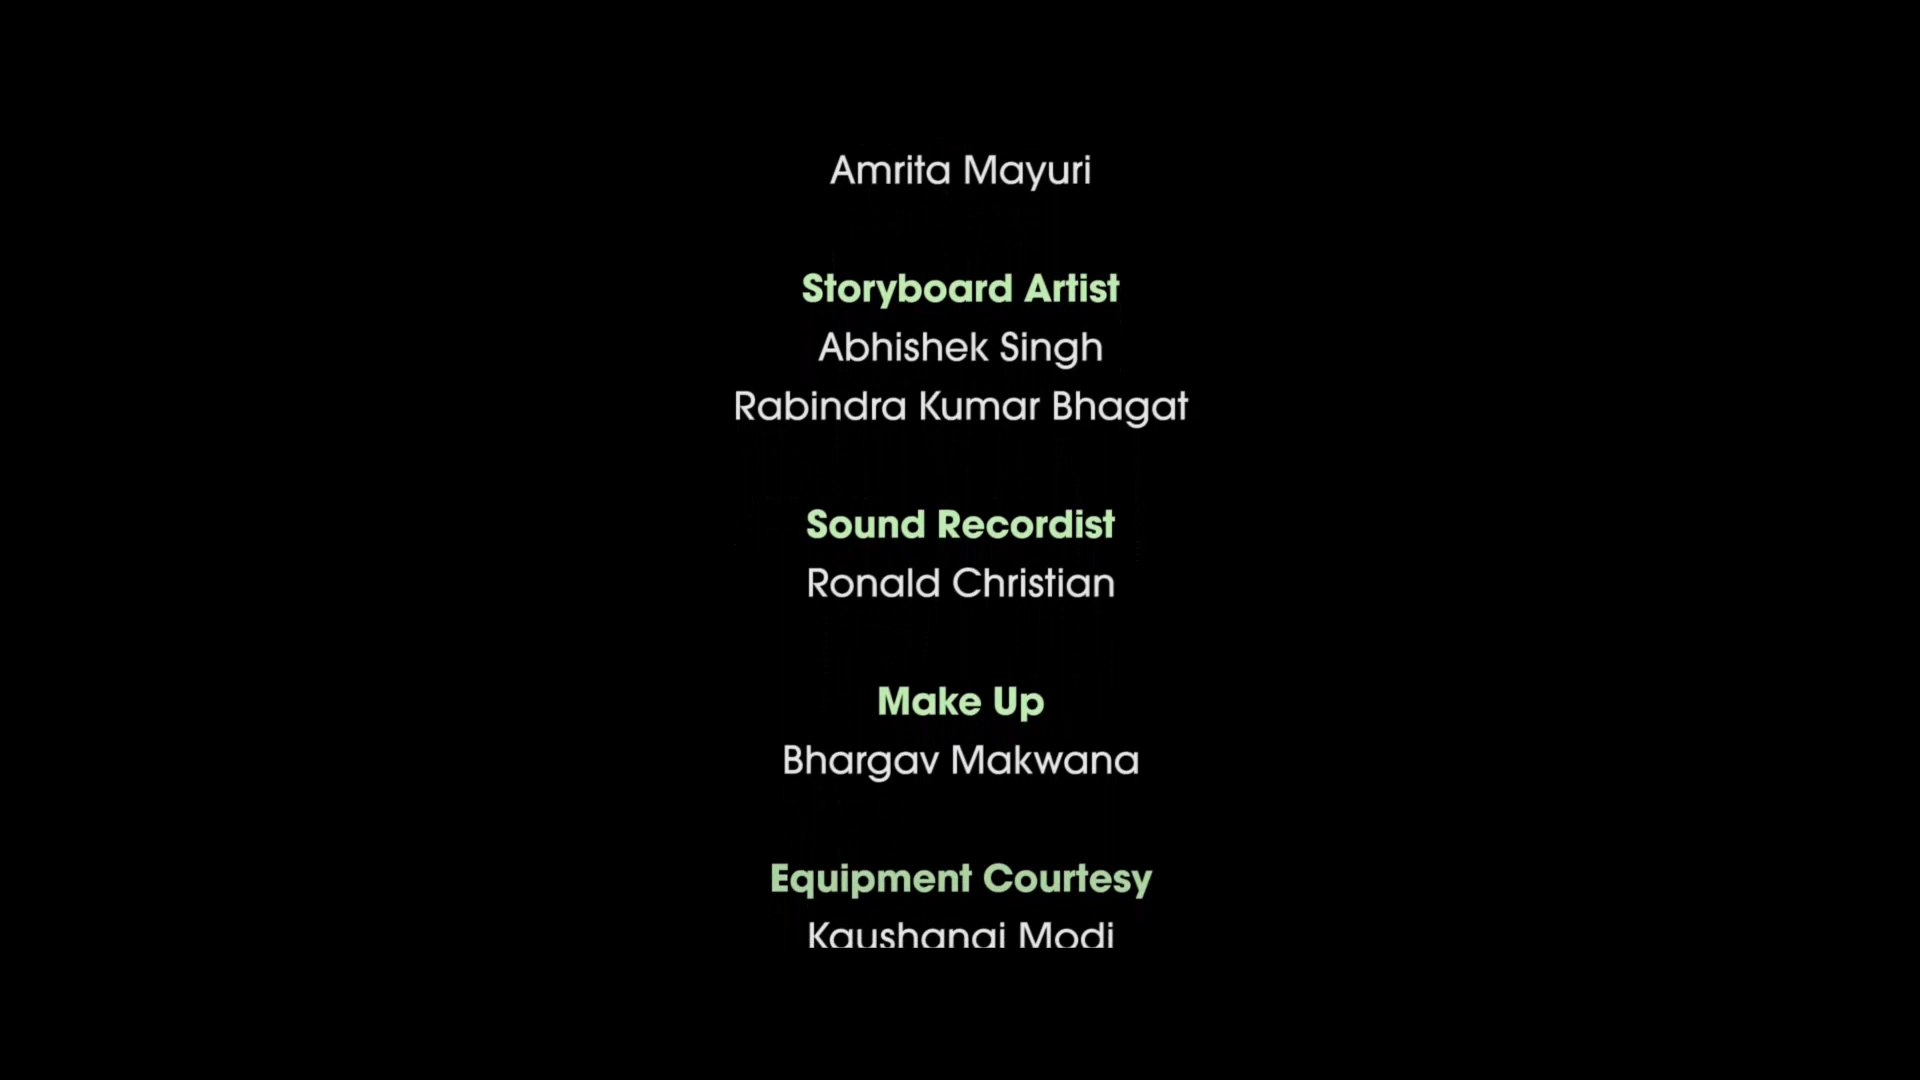 Amrita Mayuri
Storyboard Artist
Abhishek Singh
Rabindra Kumar Bhagat
Sound Recordist
Ronald Christian
Make Up
Bhargav Makwana
Equipment Courtesy
Modi